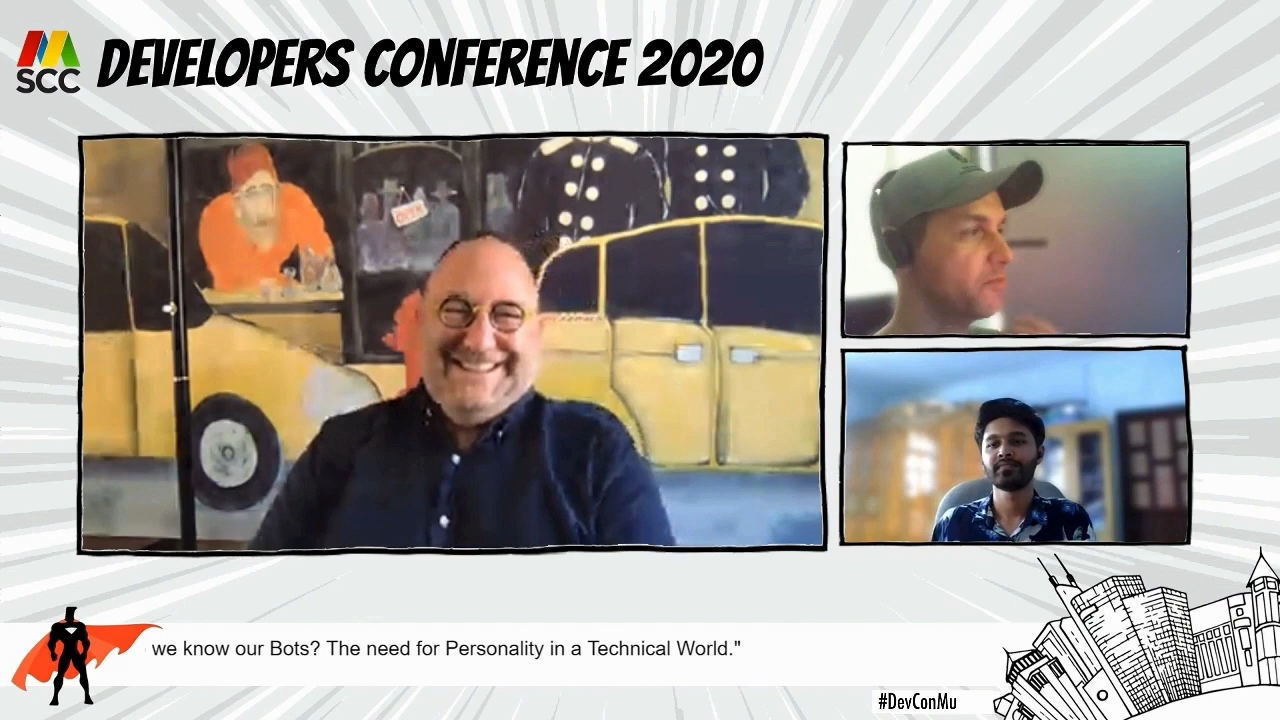 SCC
DEVELOPERS CONFERENCE 2020
OPEN
we know our Bots? The need for Personality in a Technical World."
#DevConMu